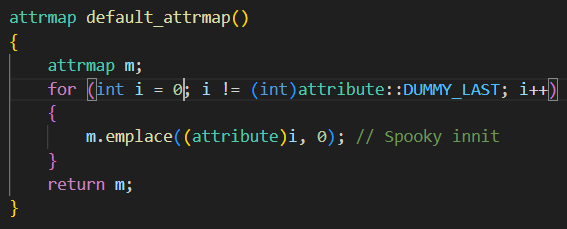 attrmap default_attrmap()
{
    attrmap m;
    for (int i = 0; i != (int)attribute::DUMMY_LAST; i++)
    {
        m.emplace((attribute)i, 0); // Spooky innit
    }
    return m;
}